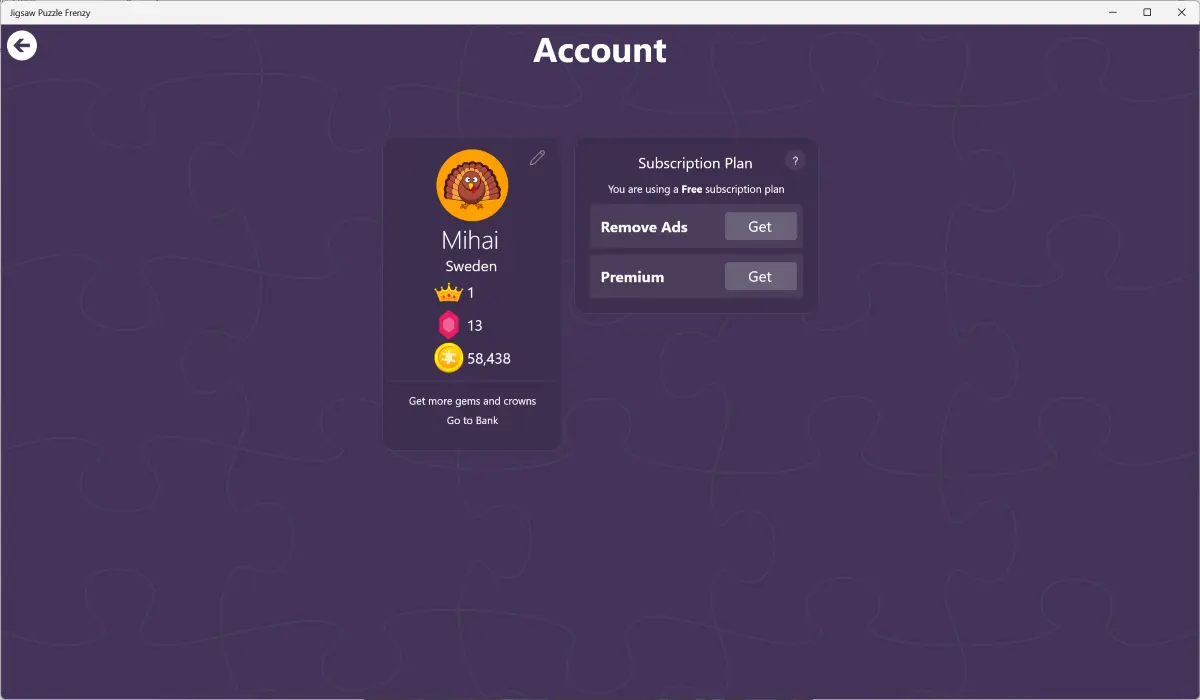 Jigsaw Puzzle Frenzy
Account
Mihai
Sweden
1
13
58,438
Get more gems and crowns
Go to Bank
Subscription Plan
?
You are using a Free subscription plan
Remove Ads Get
Premium Get